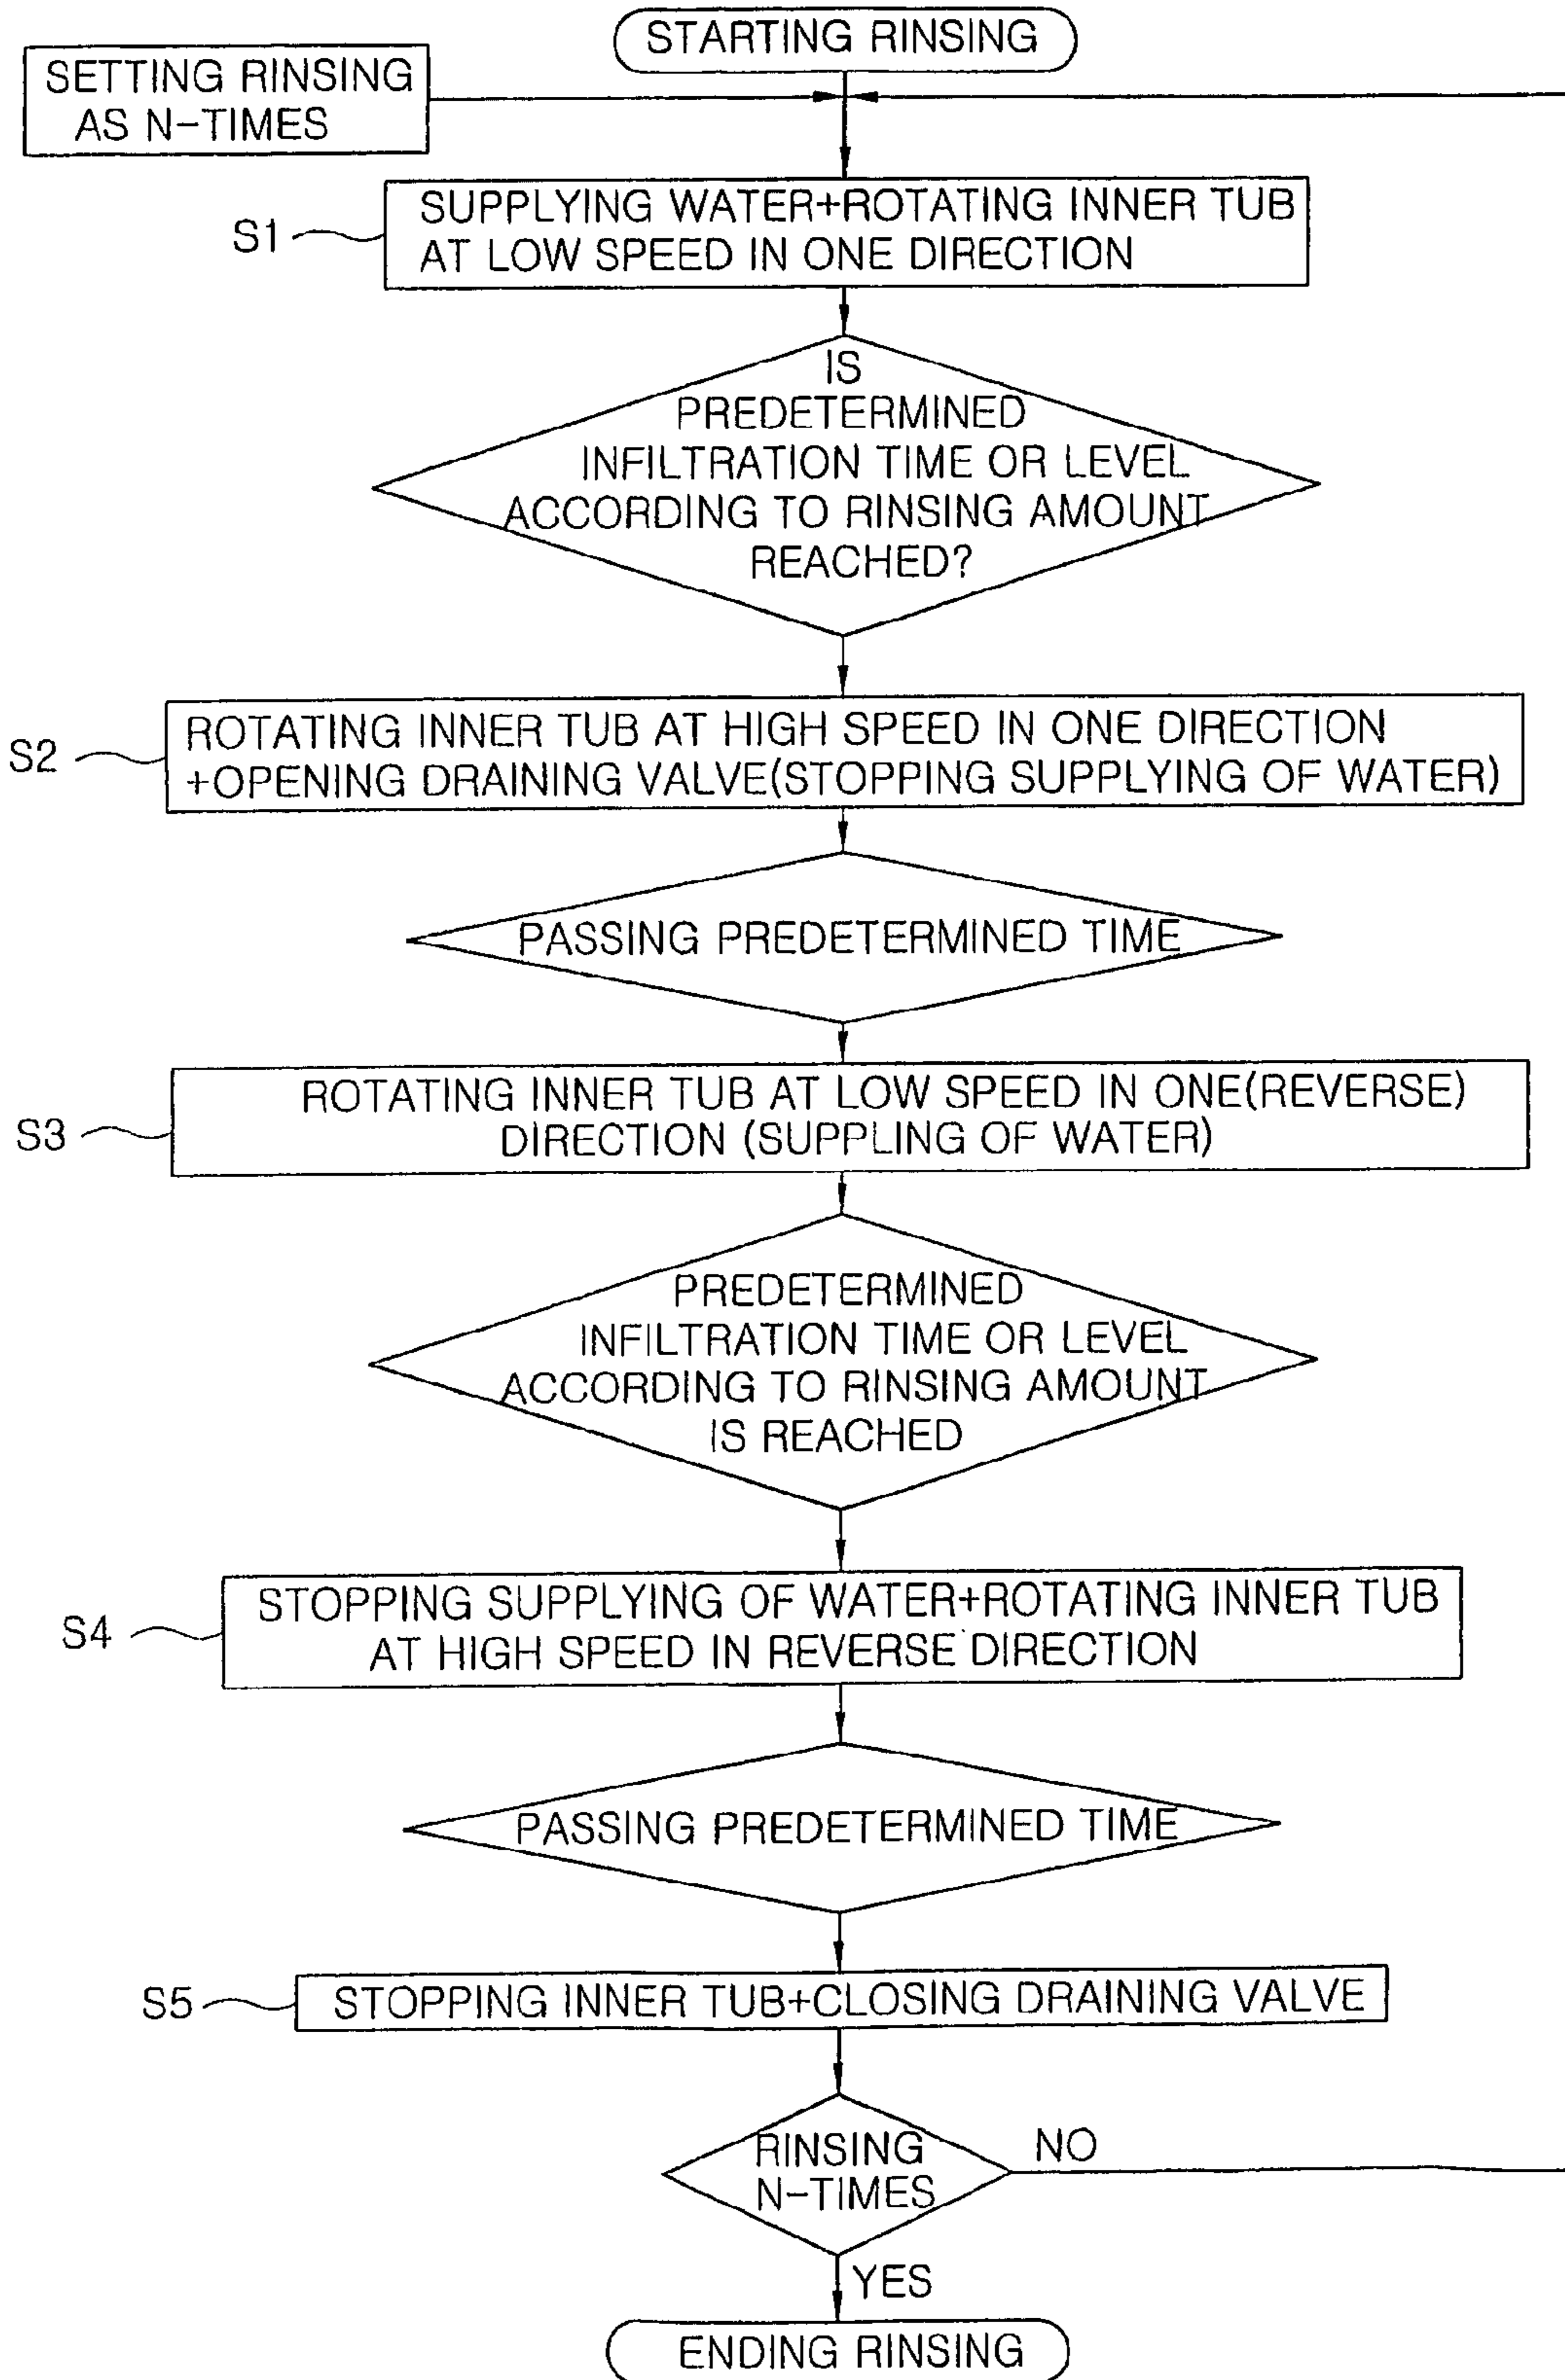 STARTING RINSING
SETTING RINSING
AS N-TIMES
S1
SUPPLYING WATER+ROTATING INNER TUB
AT LOW SPEED IN ONE DIRECTION
IS
PREDETERMINED
INFILTRATION TIME OR LEVEL
ACCORDING TO RINSING AMOUNT
REACHED?
S2
ROTATING INNER TUB AT HIGH SPEED IN ONE DIRECTION
+OPENING DRAINING VALVE(STOPPING SUPPLYING OF WATER)
PASSING PREDETERMINED TIME
S3
ROTATING INNER TUB AT LOW SPEED IN ONE(REVERSE)
DIRECTION (SUPPLING OF WATER)
PREDETERMINED
INFILTRATION TIME OR LEVEL
ACCORDING TO RINSING AMOUNT
IS REACHED
S4
STOPPING SUPPLYING OF WATER+ROTATING INNER TUB
AT HIGH SPEED IN REVERSE DIRECTION
PASSING PREDETERMINED TIME
S5
STOPPING INNER TUB+CLOSING DRAINING VALVE
RINSING
N-TIMES
NO
YES
ENDING RINSING